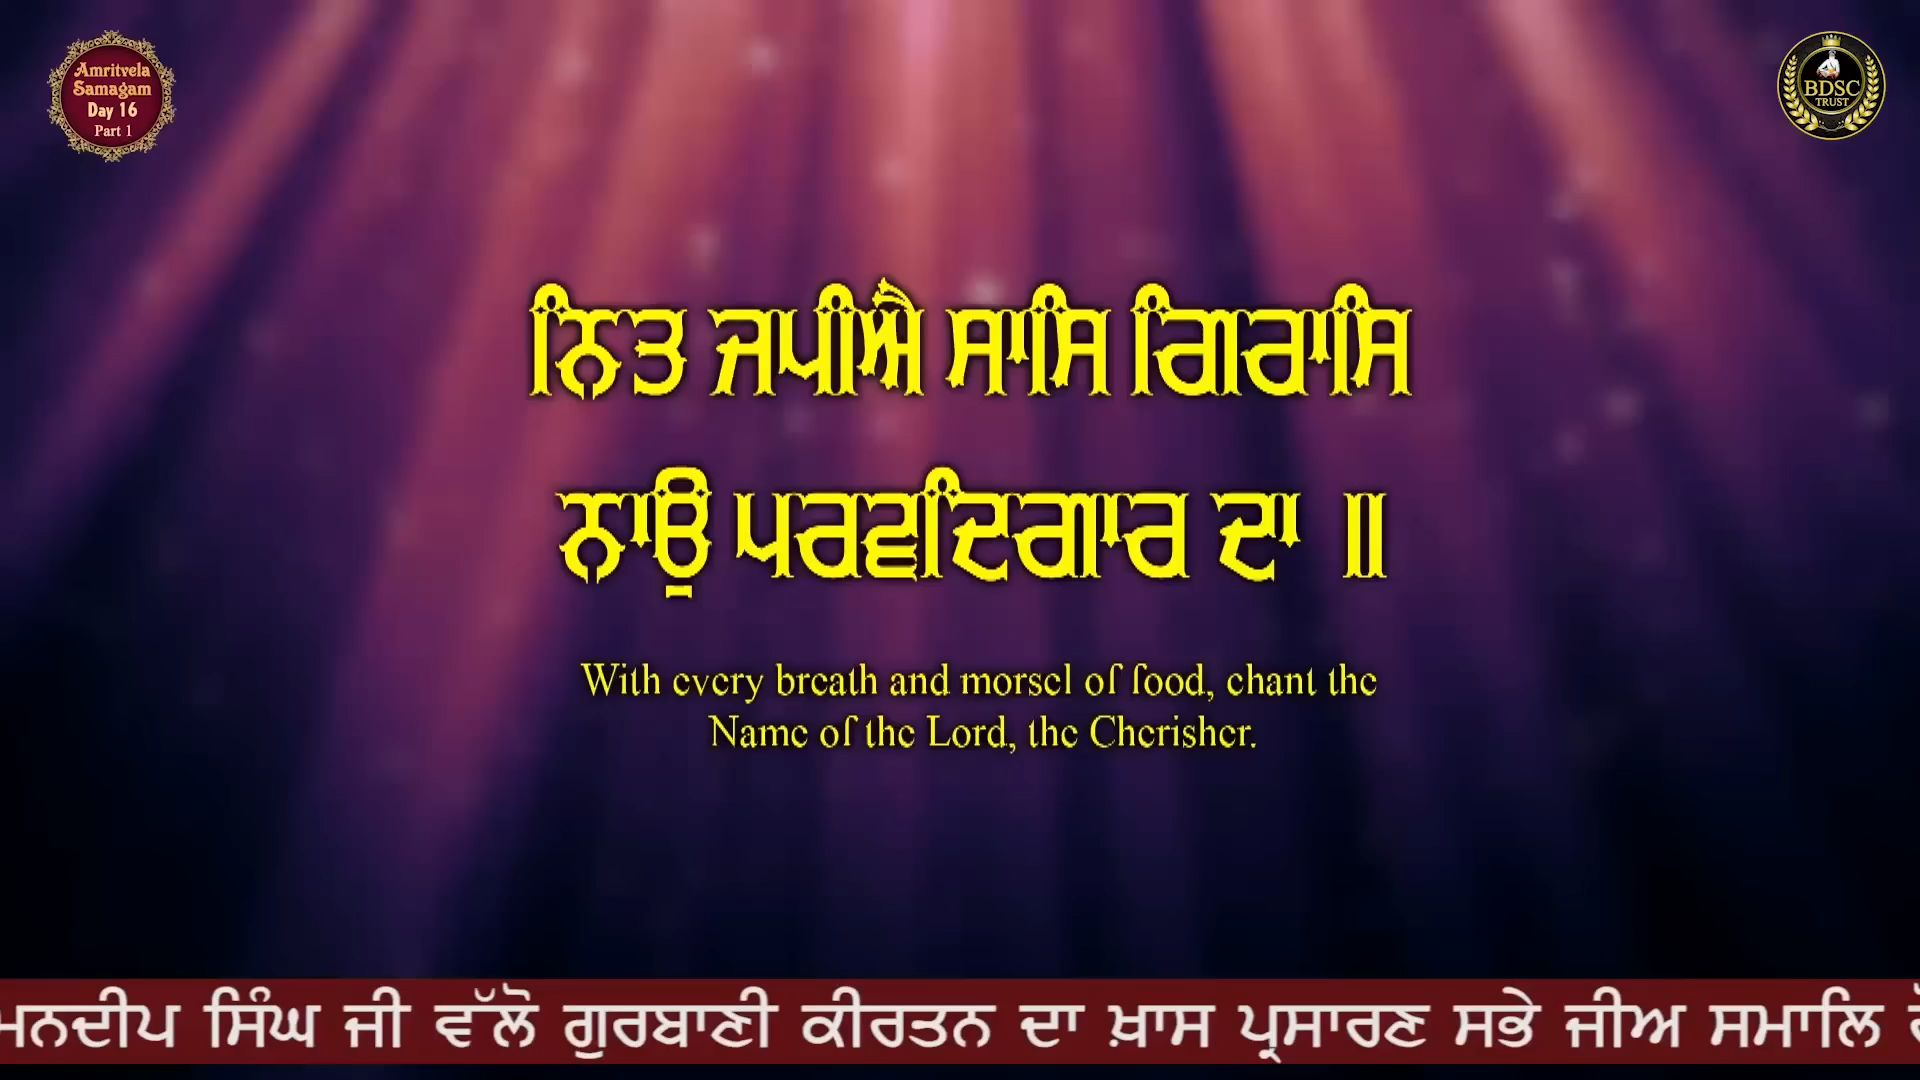 Amritvela
Samagam
Day 16
Part 1
BDSC
TRUST
ਨਿਤ ਜਪੀਐ ਸਾਸਿ ਗਿਰਾਸਿ
ਨਾਉ ਪਰਵਦਿਗਾਰ ਦਾ ॥
With every breath and morsel of food, chant the
Name of the Lord, the Cherisher.
ਮਨਦੀਪ ਸਿੰਘ ਜੀ ਵੱਲੋ ਗੁਰਬਾਣੀ ਕੀਰਤਨ ਦਾ ਖ਼ਾਸ ਪ੍ਰਸਾਰਣ ਸਭੇ ਜੀਅ ਸਮਾਲਿ